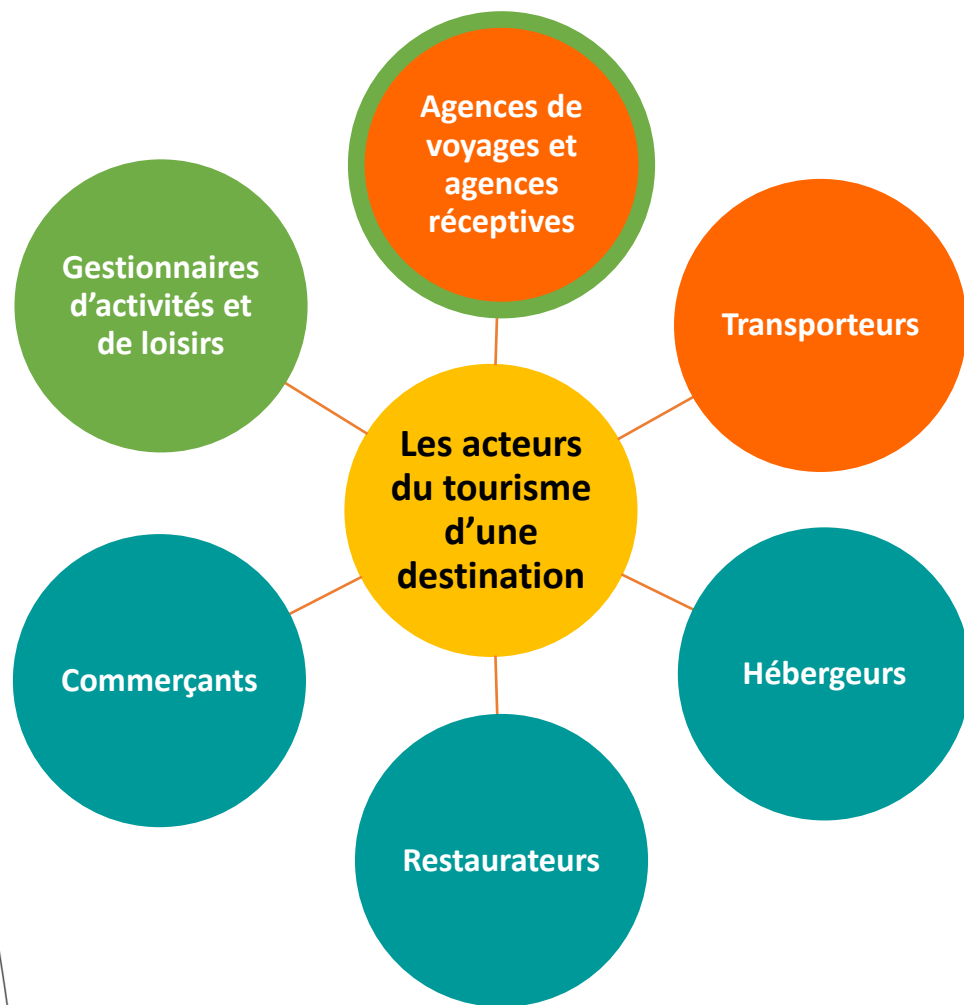 Agences de
voyages et
agences
réceptives
Gestionnaires
d’activités et
de loisirs
Transporteurs
Les acteurs
du tourisme
d’une
destination
Commerçants
Hébergeurs
Restaurateurs